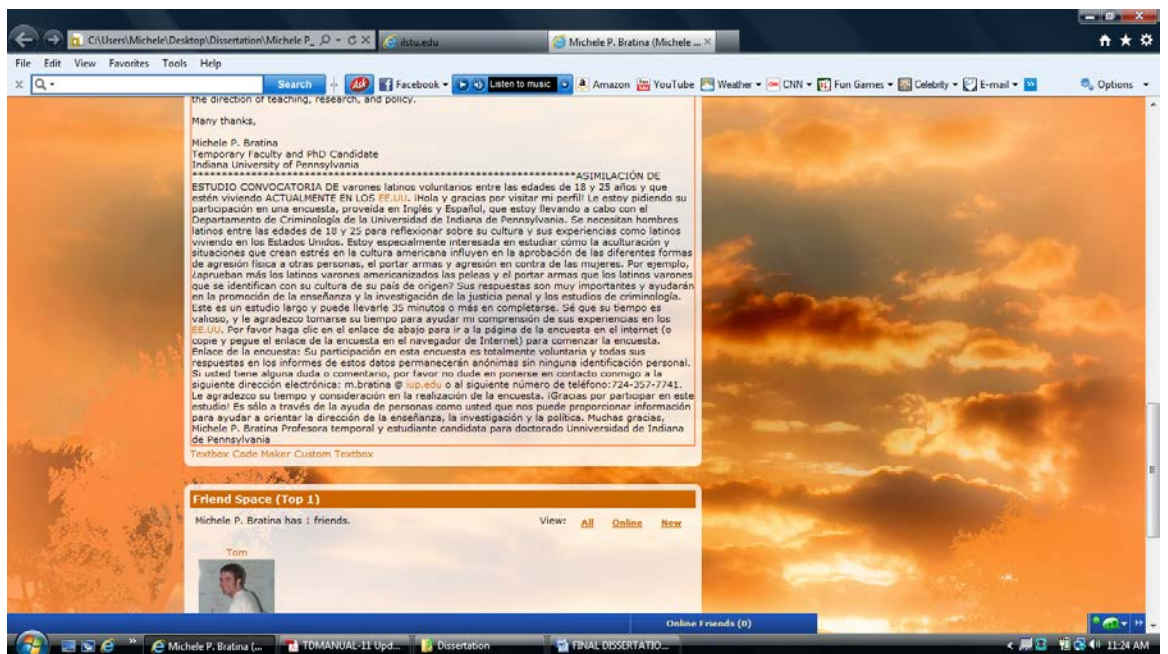 C:\Users\Michele\Desktop\Dissertation\Michele P_
ilstu.edu
Michele P. Bratina (Michele ...
File Edit View Favorites Tools Help
Search
Ask
Facebook
Listen to music
Amazon
YouTube
Weather
CNN
Fun Games
Celebrity
E-mail
Options
the direction of teaching, research, and policy.
Many thanks,
Michele P. Bratina
Temporary Faculty and PhD Candidate
Indiana University of Pennsylvania
**********************************************************************ASIMILACIÓN DE
ESTUDIO CONVOCATORIA DE varones latinos voluntarios entre las edades de 18 y 25 años y que
estén viviendo ACTUALMENTE EN LOS EE.UU. ¡Hola y gracias por visitar mi perfil! Le estoy pidiendo su
participación en una encuesta, proveída en Inglés y Español, que estoy llevando a cabo con el
Departamento de Criminología de la Universidad de Indiana de Pennsylvania. Se necesitan hombres
latinos entre las edades de 18 y 25 para reflexionar sobre su cultura y sus experiencias como latinos
viviendo en los Estados Unidos. Estoy especialmente interesada en estudiar cómo la aculturación y
situaciones que crean estrés en la cultura americana influyen en la aprobación de las diferentes formas
de agresión física a otras personas, el portar armas y agresión en contra de las mujeres. Por ejemplo,
¿aprueban más los latinos varones americanizados las peleas y el portar armas que los latinos varones
que se identifican con su cultura de su país de origen? Sus respuestas son muy importantes y ayudarán
en la promoción de la enseñanza y la investigación de la justicia penal y los estudios de criminología.
Este es un estudio largo y puede llevarle 35 minutos o más en completarse. Sé que su tiempo es
valioso, y le agradezco tomarse su tiempo para ayudar mi comprensión de sus experiencias en los
EE.UU. Por favor haga clic en el enlace de abajo para ir a la página de la encuesta en el internet (o
copie y pegue el enlace de la encuesta en el navegador de Internet) para comenzar la encuesta.
Enlace de la encuesta: Su participación en esta encuesta es totalmente voluntaria y todas sus
respuestas en los informes de estos datos permanecerán anónimas sin ninguna identificación personal.
Si usted tiene alguna duda o comentario, por favor no dude en ponerse en contacto conmigo a la
siguiente dirección electrónica: m.bratina @ iup.edu o al siguiente número de teléfono:724-357-7741.
Le agradezco su tiempo y consideración en la realización de la encuesta. ¡Gracias por participar en este
estudio! Es sólo a través de la ayuda de personas como usted que nos puede proporcionar información
para ayudar a orientar la dirección de la enseñanza, la investigación y la política. Muchas gracias,
Michele P. Bratina Profesora temporal y estudiante candidata para doctorado Unniversidad de Indiana
de Pennsylvania
Textbox Code Maker Custom Textbox
Friend Space (Top 1)
Michele P. Bratina has 1 friends.
View: All Online New
Tom
Online Friends (0)
Michele P. Bratina (...
TDMANUAL-11 Upd...
Dissertation
FINAL DISSERTATIO...
11:24 AM